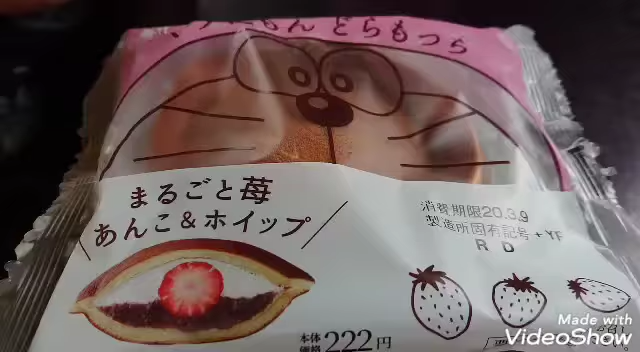 どらもっち
まるごと苺
あんこ&ホイップ
消費期限20.3.9
製造所固有記号+YF
R D
本体
価格 222円
Made with
VideoShow